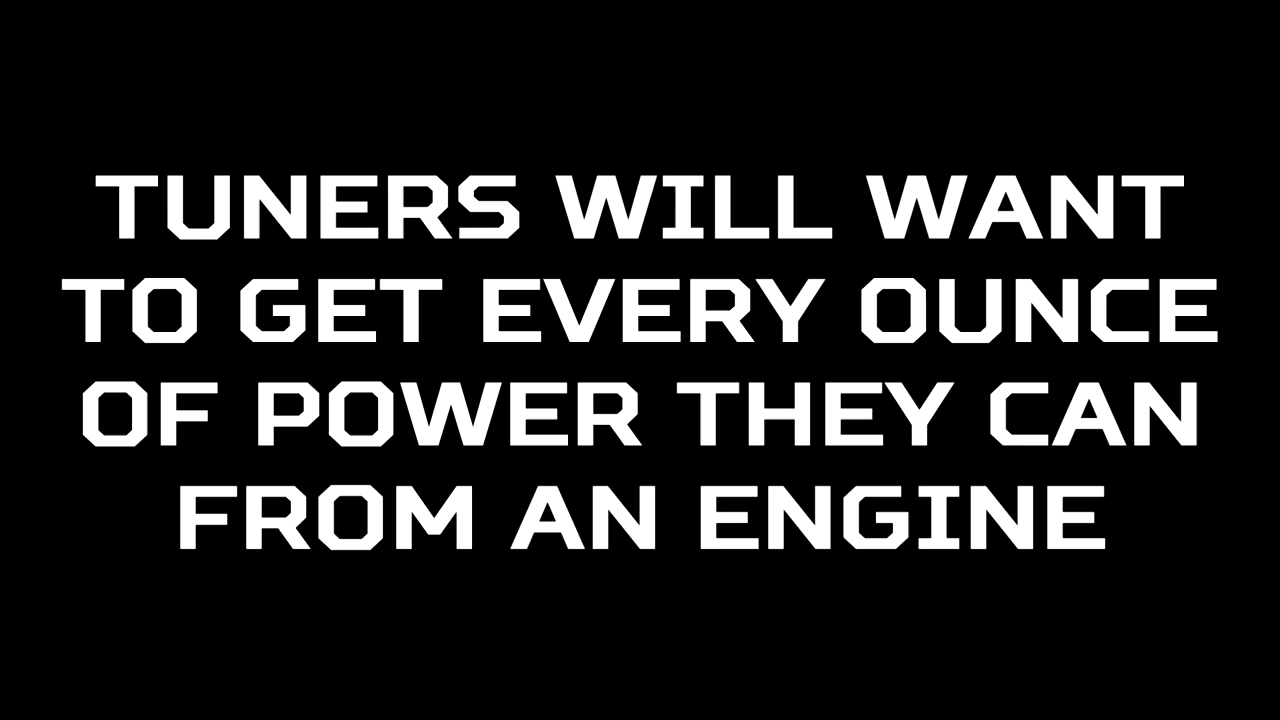 TUNERS WILL WANT
TO GET EVERY OUNCE
OF POWER THEY CAN
FROM AN ENGINE